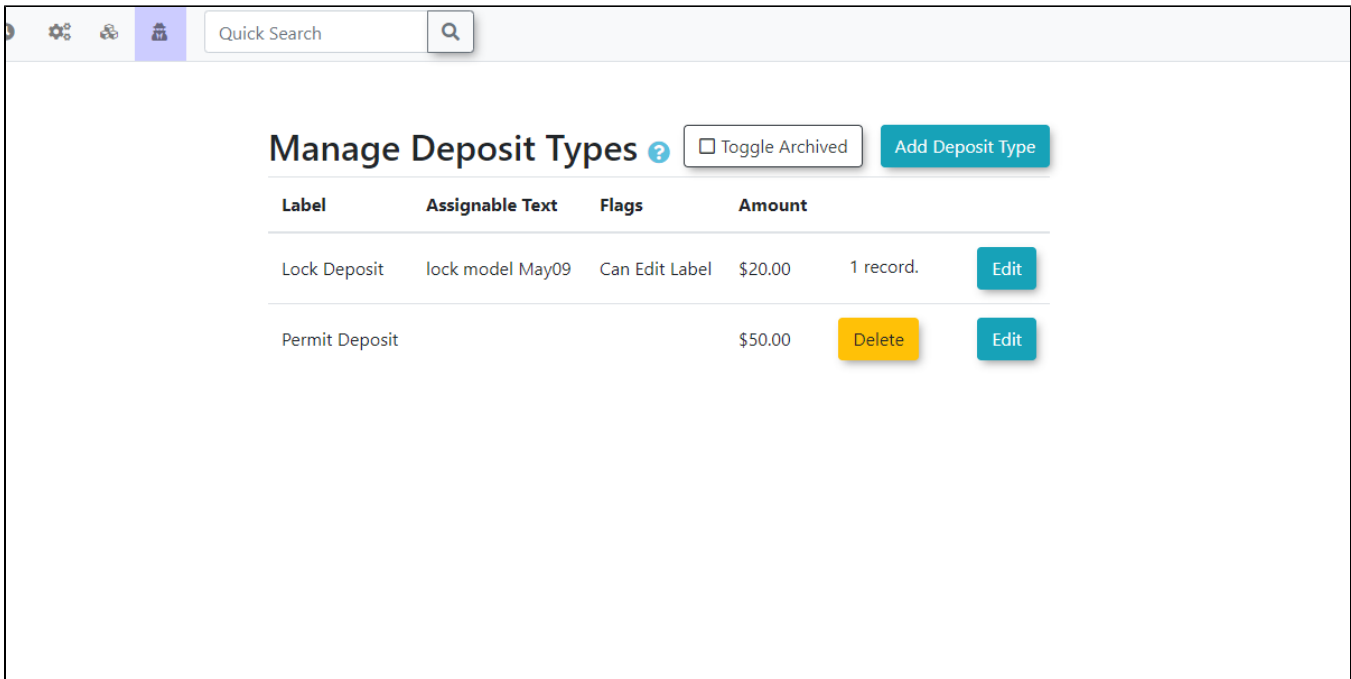 Quick Search
Manage Deposit Types ? Toggle Archived Add Deposit Type
Label Assignable Text Flags Amount
Lock Deposit lock model May09 Can Edit Label $20.00 1 record. Edit
Permit Deposit $50.00 Delete Edit